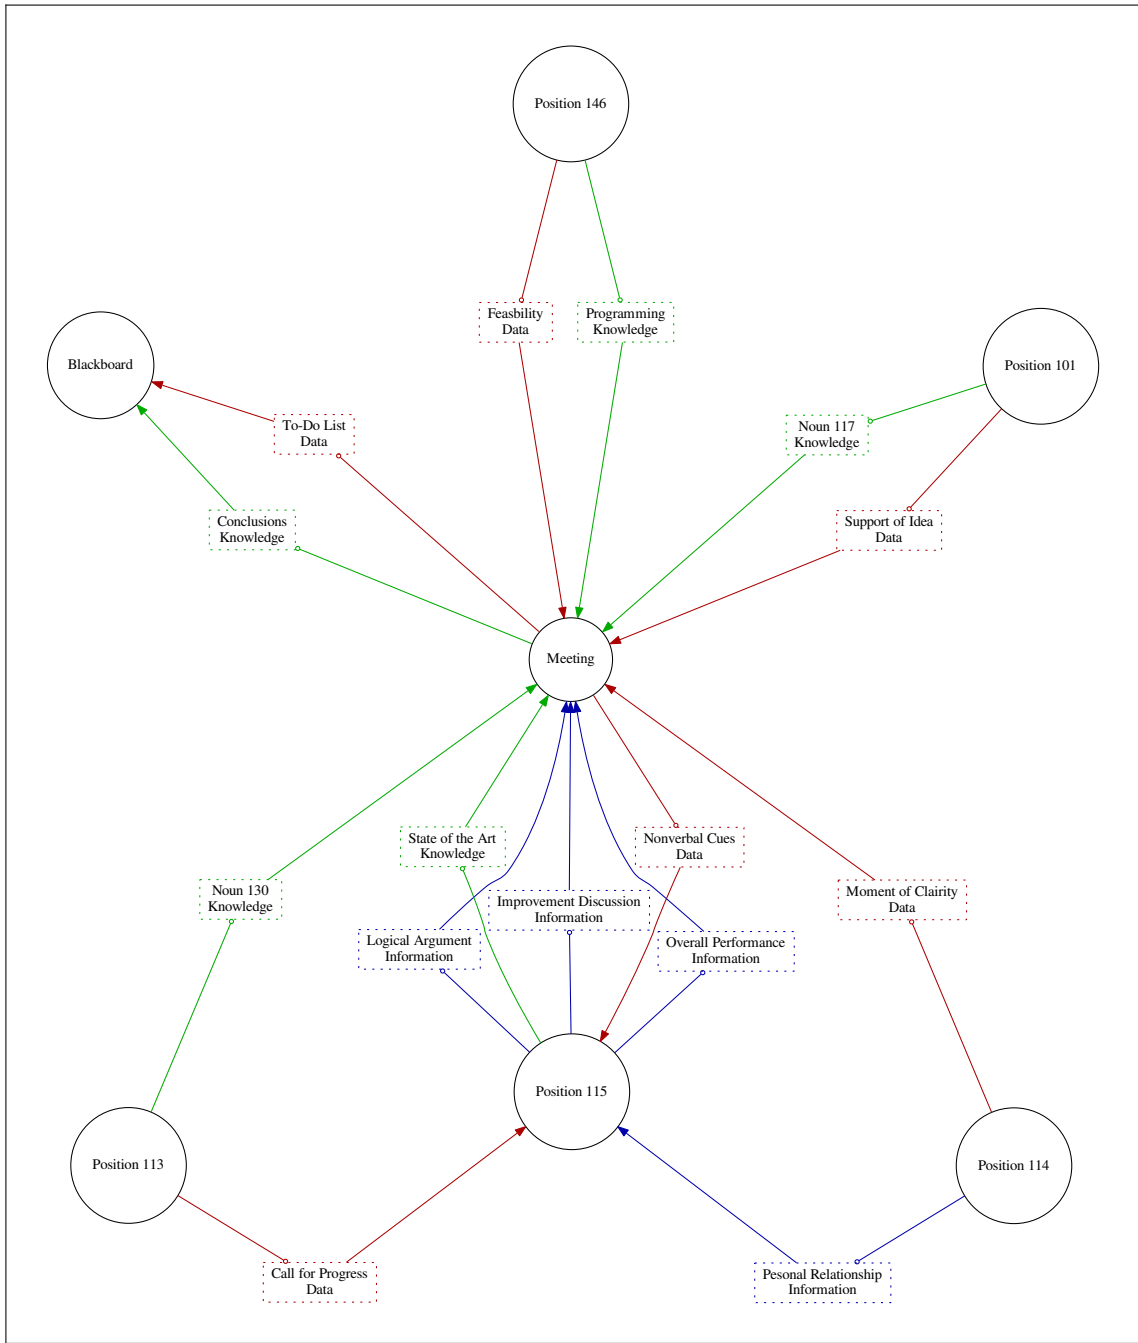 Position 146
Feasbility
Data
Programming
Knowledge
Blackboard
Position 101
To-Do List
Data
Noun 117
Knowledge
Conclusions
Knowledge
Support of Idea
Data
Meeting
State of the Art
Knowledge
Nonverbal Cues
Data
Noun 130
Knowledge
Improvement Discussion
Information
Moment of Clairity
Data
Logical Argument
Information
Overall Performance
Information
Position 115
Position 113
Position 114
Call for Progress
Data
Pesonal Relationship
Information